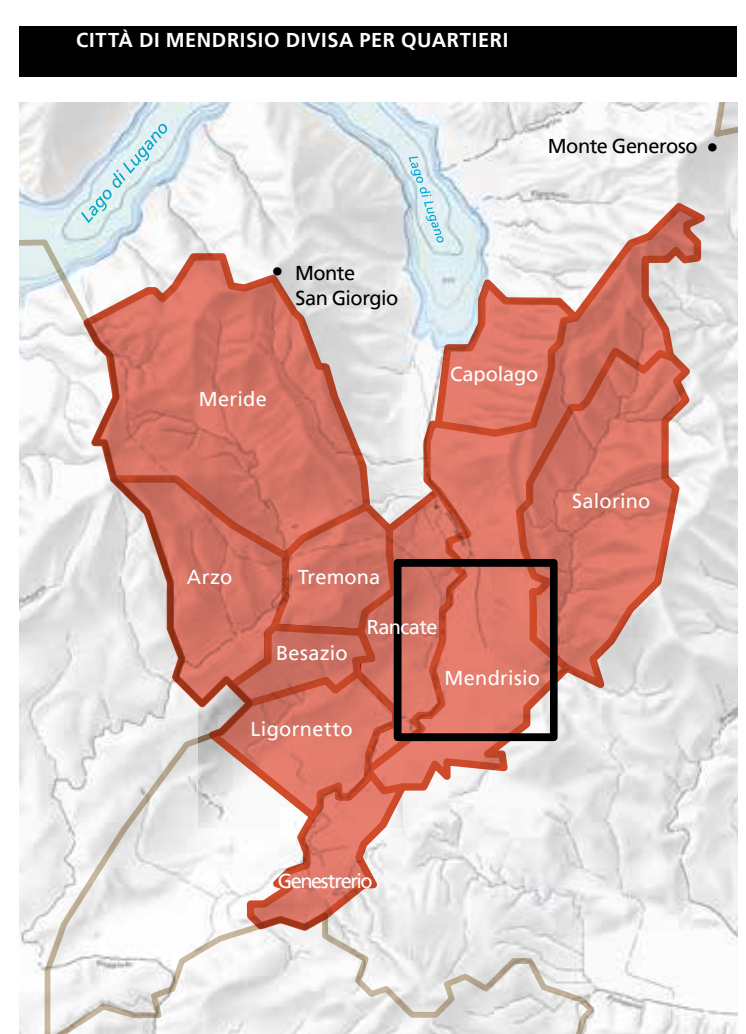 CITTÀ DI MENDRISIO DIVISA PER QUARTIERI
Lago di Lugano
Lago di Lugano
Monte Generoso
Monte
San Giorgio
Capolago
Meride
Salorino
Arzo
Tremona
Rancate
Besazio
Mendrisio
Ligornetto
Genestrerio